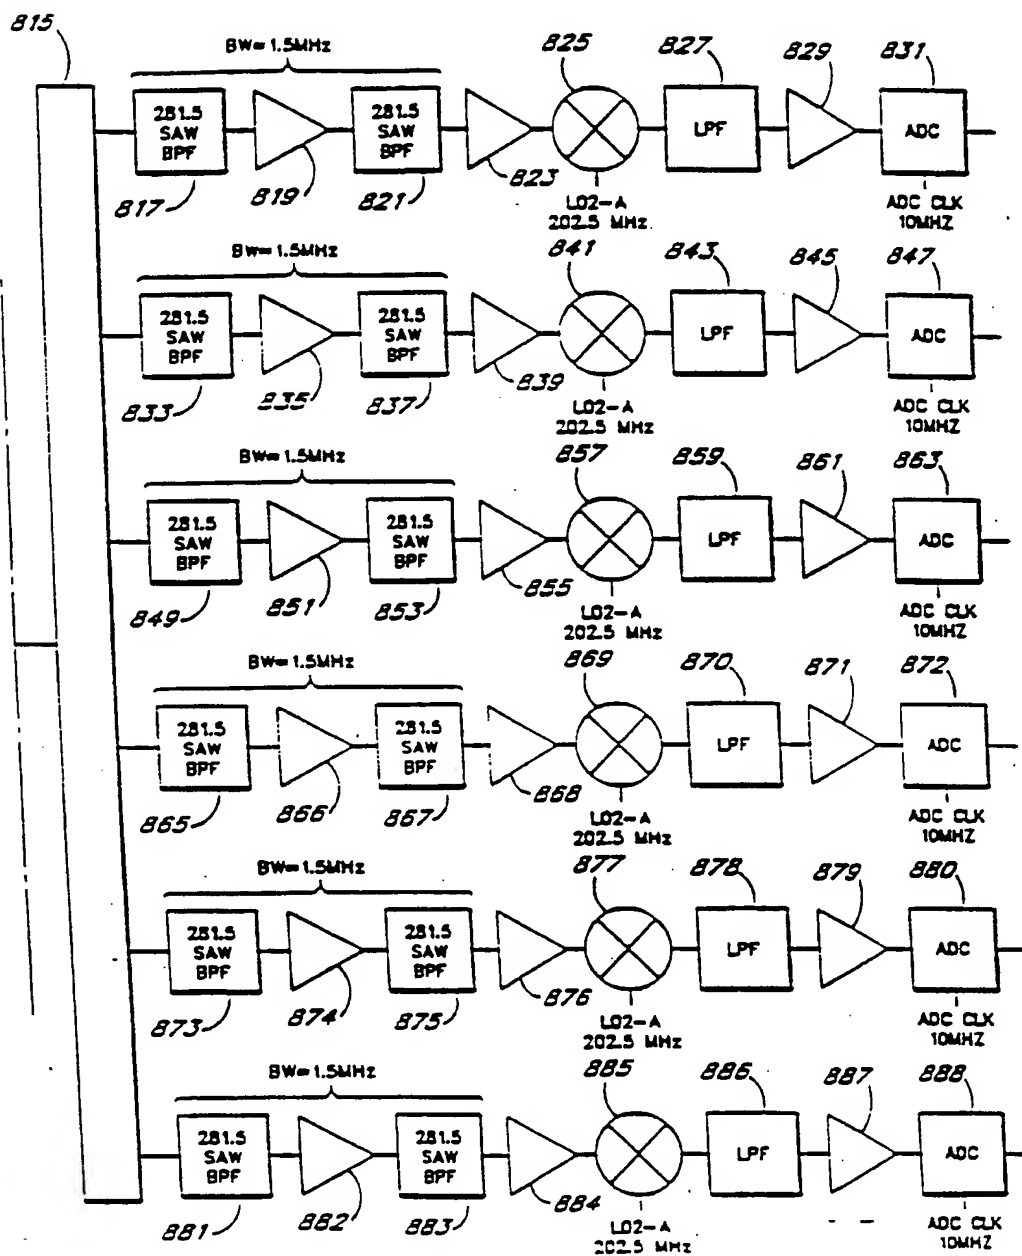 815
BW=1.5MHz
825
827
829
831
281.5
SAW
BPF
281.5
SAW
BPF
LPF
ADC
817
819
821
823
LO2-A
202.5 MHz
ADC CLK
10MHZ
BW=1.5MHz
841
843
845
847
281.5
SAW
BPF
281.5
SAW
BPF
LPF
ADC
833
835
837
839
LO2-A
202.5 MHz
ADC CLK
10MHZ
BW=1.5MHz
857
859
861
863
281.5
SAW
BPF
281.5
SAW
BPF
LPF
ADC
849
851
853
855
LO2-A
202.5 MHz
ADC CLK
10MHZ
BW=1.5MHz
869
870
871
872
281.5
SAW
BPF
281.5
SAW
BPF
LPF
ADC
865
866
867
868
LO2-A
202.5 MHz
ADC CLK
10MHZ
BW=1.5MHz
877
878
879
880
281.5
SAW
BPF
281.5
SAW
BPF
LPF
ADC
873
874
875
876
LO2-A
202.5 MHz
ADC CLK
10MHZ
BW=1.5MHz
885
886
887
888
281.5
SAW
BPF
281.5
SAW
BPF
LPF
ADC
881
882
883
884
LO2-A
202.5 MHz
ADC CLK
10MHZ